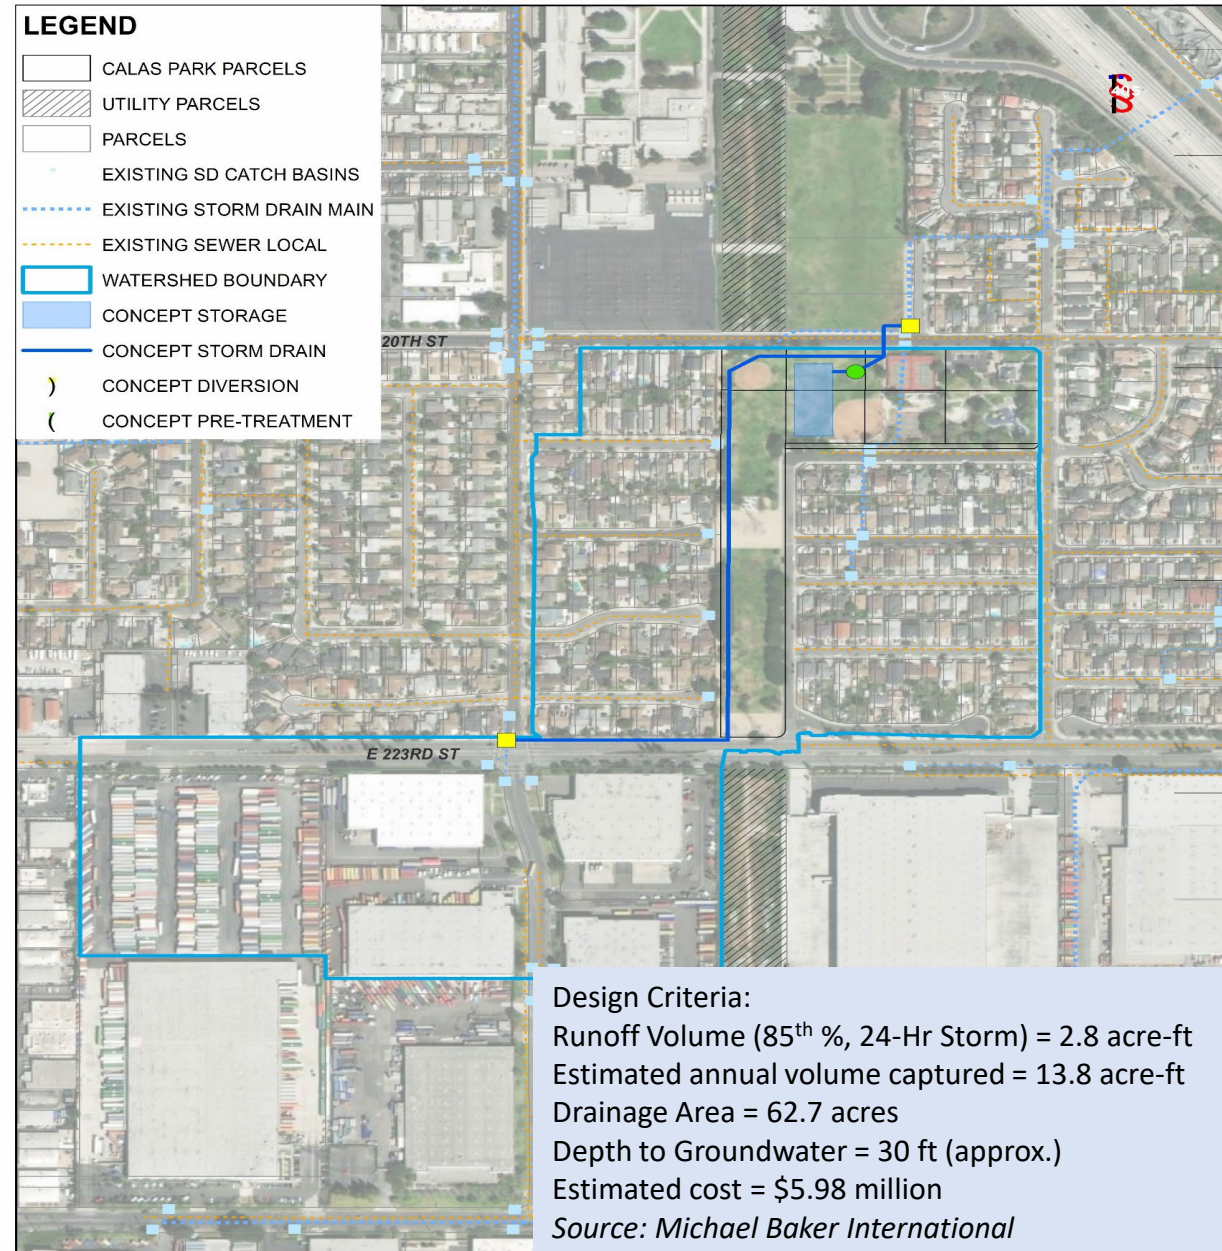 LEGEND
CALAS PARK PARCELS
UTILITY PARCELS
PARCELS
EXISTING SD CATCH BASINS
EXISTING STORM DRAIN MAIN
EXISTING SEWER LOCAL
WATERSHED BOUNDARY
CONCEPT STORAGE
CONCEPT STORM DRAIN
CONCEPT DIVERSION
CONCEPT PRE-TREATMENT
20TH ST
E 223RD ST
Design Criteria:
Runoff Volume (85th %, 24-Hr Storm) = 2.8 acre-ft
Estimated annual volume captured = 13.8 acre-ft
Drainage Area = 62.7 acres
Depth to Groundwater = 30 ft (approx.)
Estimated cost = $5.98 million
Source: Michael Baker International